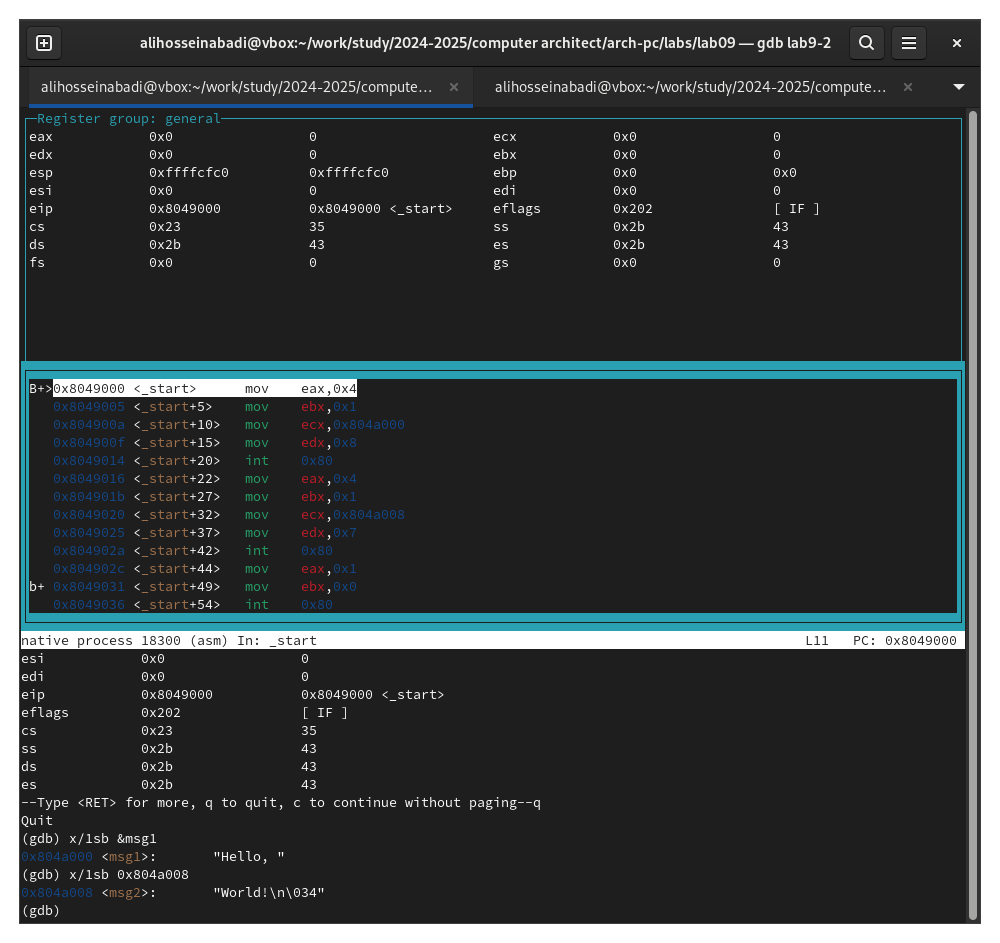 alihosseinabadi@vbox:~/work/study/2024-2025/computer architect/arch-pc/labs/lab09 — gdb lab9-2
alihosseinabadi@vbox:~/work/study/2024-2025/compute... × alihosseinabadi@vbox:~/work/study/2024-2025/compute... ×
Register group: general
eax 0x0 0 ecx 0x0 0
edx 0x0 0 ebx 0x0 0
esp 0xffffcfc0 0xffffcfc0 ebp 0x0 0x0
esi 0x0 0 edi 0x0 0
eip 0x8049000 0x8049000 <_start> eflags 0x202 [ IF ]
cs 0x23 35 ss 0x2b 43
ds 0x2b 43 es 0x2b 43
fs 0x0 0 gs 0x0 0
B+>0x8049000 <_start> mov eax,0x4
0x8049005 <_start+5> mov ebx,0x1
0x804900a <_start+10> mov ecx,0x804a000
0x804900f <_start+15> mov edx,0x8
0x8049014 <_start+20> int 0x80
0x8049016 <_start+22> mov eax,0x4
0x804901b <_start+27> mov ebx,0x1
0x8049020 <_start+32> mov ecx,0x804a008
0x8049025 <_start+37> mov edx,0x7
0x804902a <_start+42> int 0x80
0x804902c <_start+44> mov eax,0x1
b+ 0x8049031 <_start+49> mov ebx,0x0
0x8049036 <_start+54> int 0x80
native process 18300 (asm) In: _start L11 PC: 0x8049000
esi 0x0 0
edi 0x0 0
eip 0x8049000 0x8049000 <_start>
eflags 0x202 [ IF ]
cs 0x23 35
ss 0x2b 43
ds 0x2b 43
es 0x2b 43
--Type <RET> for more, q to quit, c to continue without paging--q
Quit
(gdb) x/1sb &msg1
0x804a000 <msg1>: "Hello, "
(gdb) x/1sb 0x804a008
0x804a008 <msg2>: "World!\n\034"
(gdb)